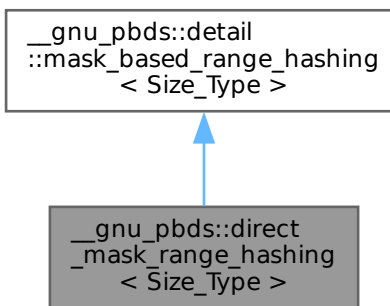 __gnu_pbds::detail
::mask_based_range_hashing
< Size_Type >
__gnu_pbds::direct
_mask_range_hashing
< Size_Type >